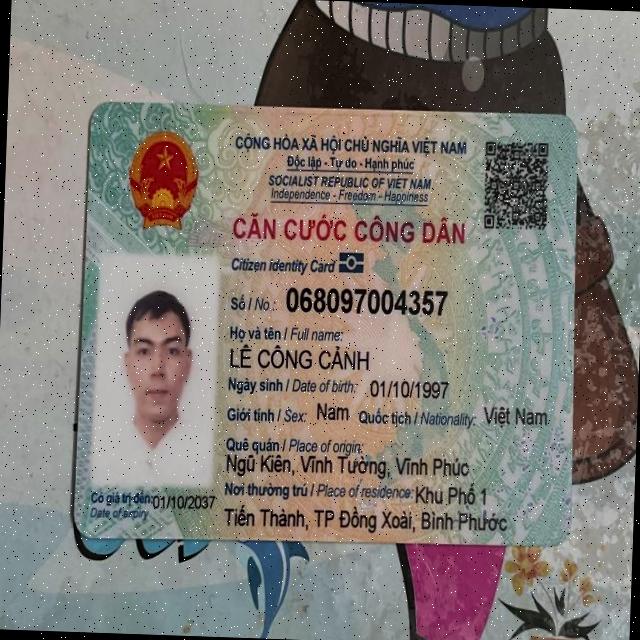 CỘNG HÒA XÃ HỘI CHỦ NGHĨA VIỆT NAM
Độc lập - Tự do - Hạnh phúc
SOCIALIST REPUBLIC OF VIET NAM
Independence - Freedom - Happiness
CĂN CƯỚC CÔNG DÂN
Citizen Identity Card
Số / No.: 068097004357
Họ và tên / Full name:
LÊ CÔNG CẢNH
Ngày sinh / Date of birth: 01/10/1997
Giới tính / Sex: Nam Quốc tịch / Nationality: Việt Nam
Quê quán / Place of origin:
Ngũ Kiên, Vĩnh Tường, Vĩnh Phúc
Nơi thường trú / Place of residence: Khu Phố 1
Tiến Thành, TP Đồng Xoài, Bình Phước
Có giá trị đến: 01/10/2037
Date of expiry